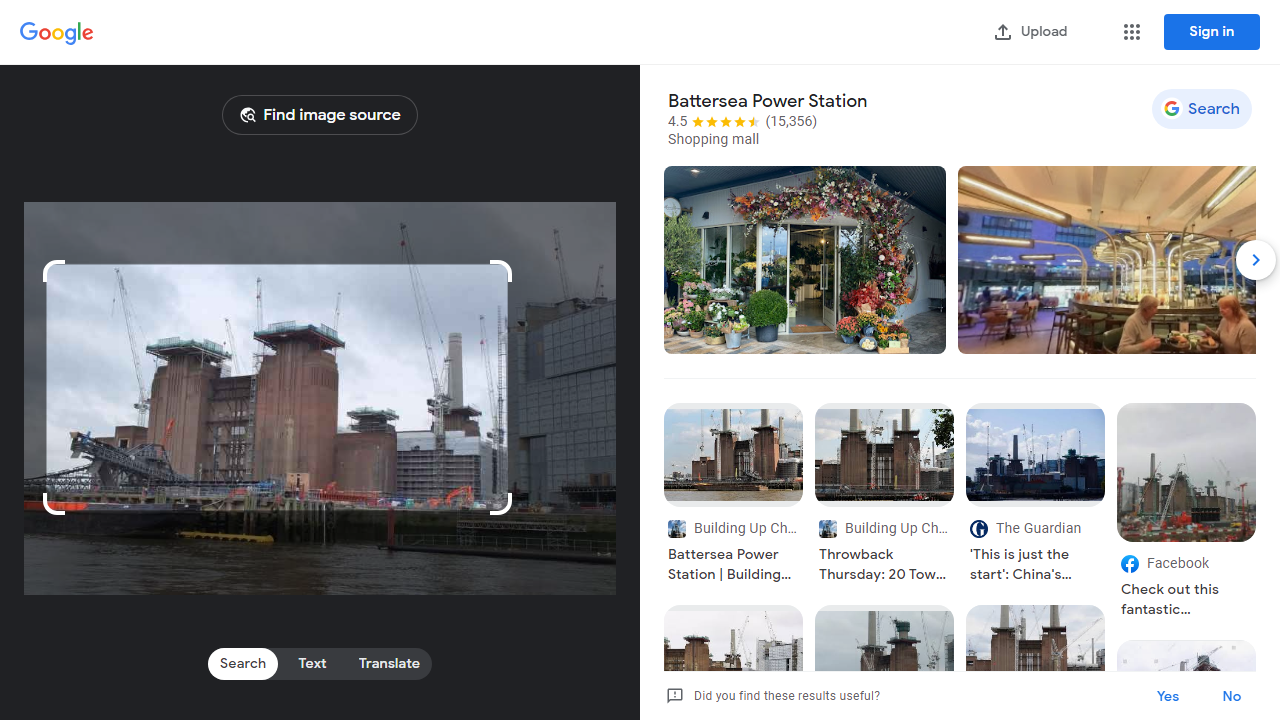 Google
Upload
Sign in
Find image source
Search
Text
Translate
Battersea Power Station
4.5
(15,356)
Shopping mall
Search
Building Up Ch...
Battersea Power
Station | Building...
Building Up Ch...
Throwback
Thursday: 20 Tow...
The Guardian
'This is just the
start': China's...
Facebook
Check out this
fantastic...
Did you find these results useful?
Yes
No